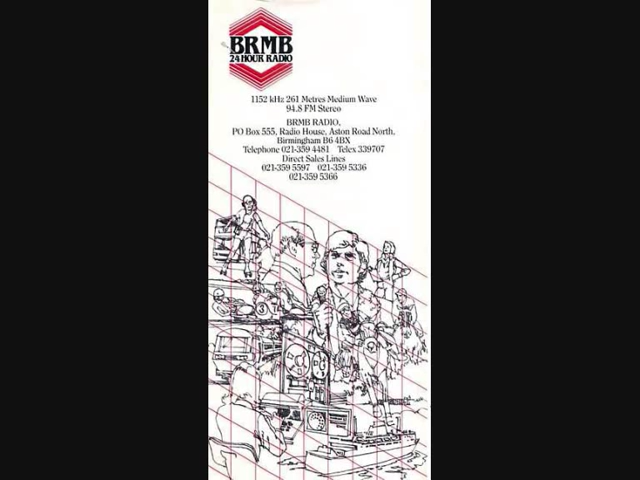 BRMB
24 HOUR RADIO
1152 kHz 261 Metres Medium Wave
94.8 FM Stereo
BRMB RADIO,
PO Box 555, Radio House, Aston Road North,
Birmingham B6 4BX
Telephone 021-359 4481 Telex 339707
Direct Sales Lines
021-359 5597 021-359 5336
021-359 5366
3 7